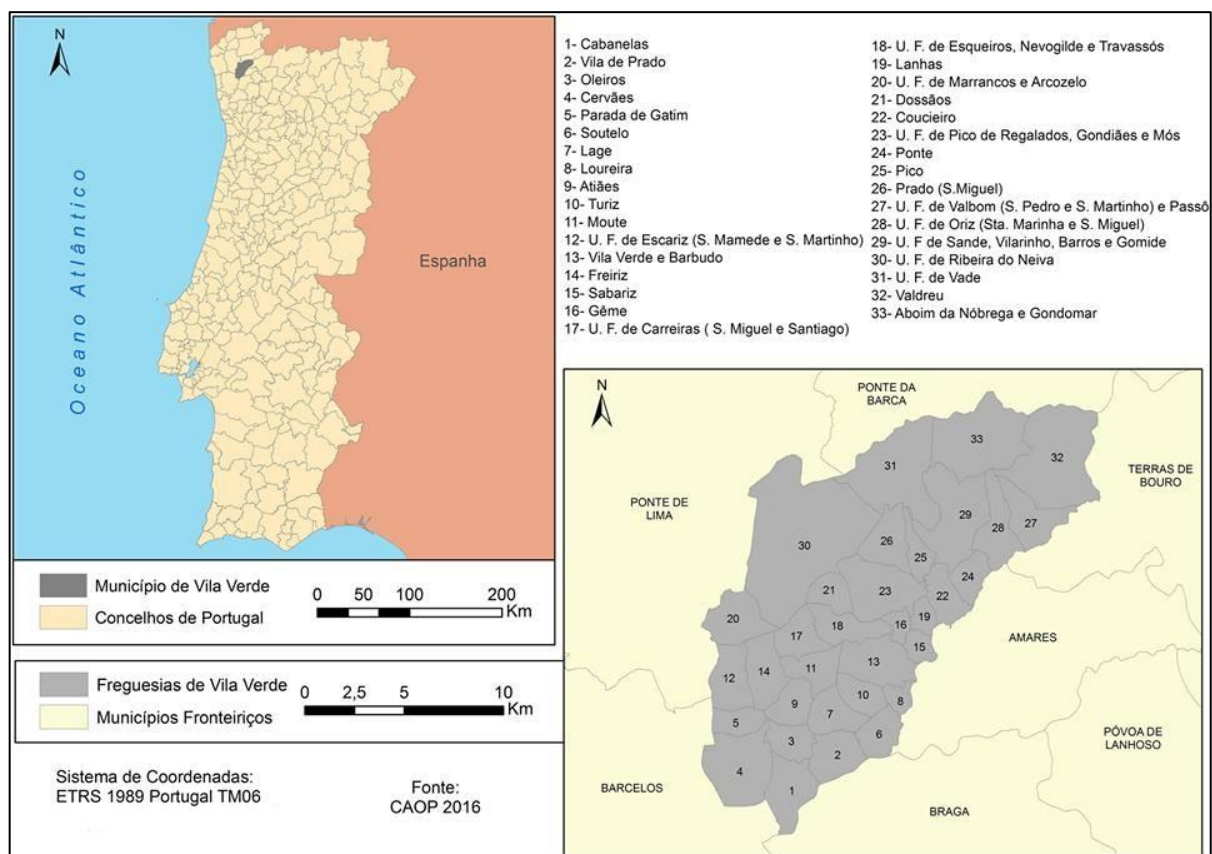 N
Oceano Atlântico
Espanha
Município de Vila Verde
Concelhos de Portugal
0 50 100 200
Km
Freguesias de Vila Verde
Municípios Fronteiriços
0 2,5 5 10
Km
Sistema de Coordenadas:
ETRS 1989 Portugal TM06
Fonte:
CAOP 2016
1- Cabanelas
2- Vila de Prado
3- Oleiros
4- Cervães
5- Parada de Gatim
6- Soutelo
7- Lage
8- Loureira
9- Atiães
10- Turiz
11- Moute
12- U. F. de Escariz (S. Mamede e S. Martinho)
13- Vila Verde e Barbudo
14- Freiriz
15- Sabariz
16- Gême
17- U. F. de Carreiras ( S. Miguel e Santiago)
18- U. F. de Esqueiros, Nevogilde e Travassós
19- Lanhas
20- U. F. de Marrancos e Arcozelo
21- Dossãos
22- Coucieiro
23- U. F. de Pico de Regalados, Gondiães e Mós
24- Ponte
25- Pico
26- Prado (S.Miguel)
27- U. F. de Valbom (S. Pedro e S. Martinho) e Passô
28- U. F. de Oriz (Sta. Marinha e S. Miguel)
29- U. F de Sande, Vilarinho, Barros e Gomide
30- U. F. de Ribeira do Neiva
31- U. F. de Vade
32- Valdreu
33- Aboim da Nóbrega e Gondomar
N
PONTE DA
BARCA
33
32
31
TERRAS DE
BOURO
PONTE DE
LIMA
29
28
27
30
26
25
24
21
23
22
20
18
16
19
17
AMARES
15
13
14
11
12
10
8
9
7
5
6
3
2
PÓVOA DE
LANHOSO
4
1
BARCELOS
BRAGA